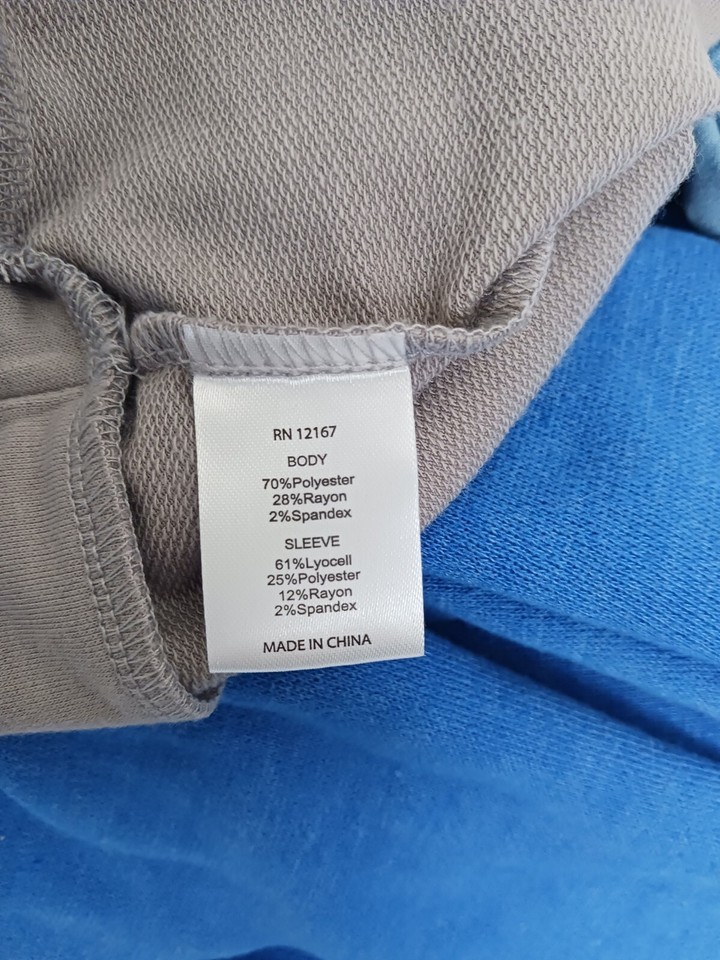 RN 12167
BODY
70%Polyester
28%Rayon
2%Spandex
SLEEVE
61%Lyocell
25%Polyester
12%Rayon
2%Spandex
MADE IN CHINA